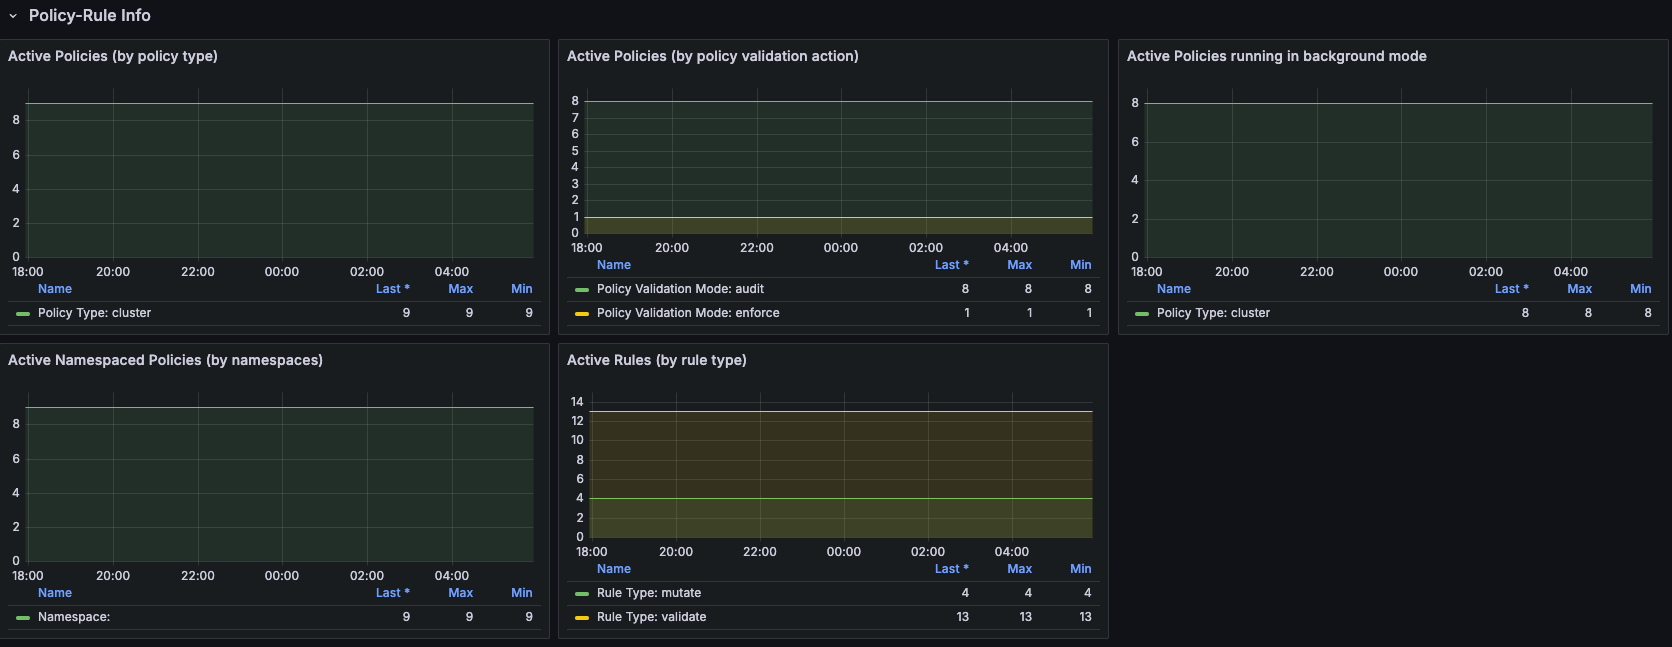 Policy-Rule Info
Active Policies (by policy type)
8
6
4
2
0
18:00 20:00 22:00 00:00 02:00 04:00
Name Last * Max Min
Policy Type: cluster 9 9 9
Active Policies (by policy validation action)
8
7
6
5
4
3
2
1
0
18:00 20:00 22:00 00:00 02:00 04:00
Name Last * Max Min
Policy Validation Mode: audit 8 8 8
Policy Validation Mode: enforce 1 1 1
Active Policies running in background mode
8
6
4
2
0
18:00 20:00 22:00 00:00 02:00 04:00
Name Last * Max Min
Policy Type: cluster 8 8 8
Active Namespaced Policies (by namespaces)
8
6
4
2
0
18:00 20:00 22:00 00:00 02:00 04:00
Name Last * Max Min
Namespace: 9 9 9
Active Rules (by rule type)
14
12
10
8
6
4
2
0
18:00 20:00 22:00 00:00 02:00 04:00
Name Last * Max Min
Rule Type: mutate 4 4 4
Rule Type: validate 13 13 13